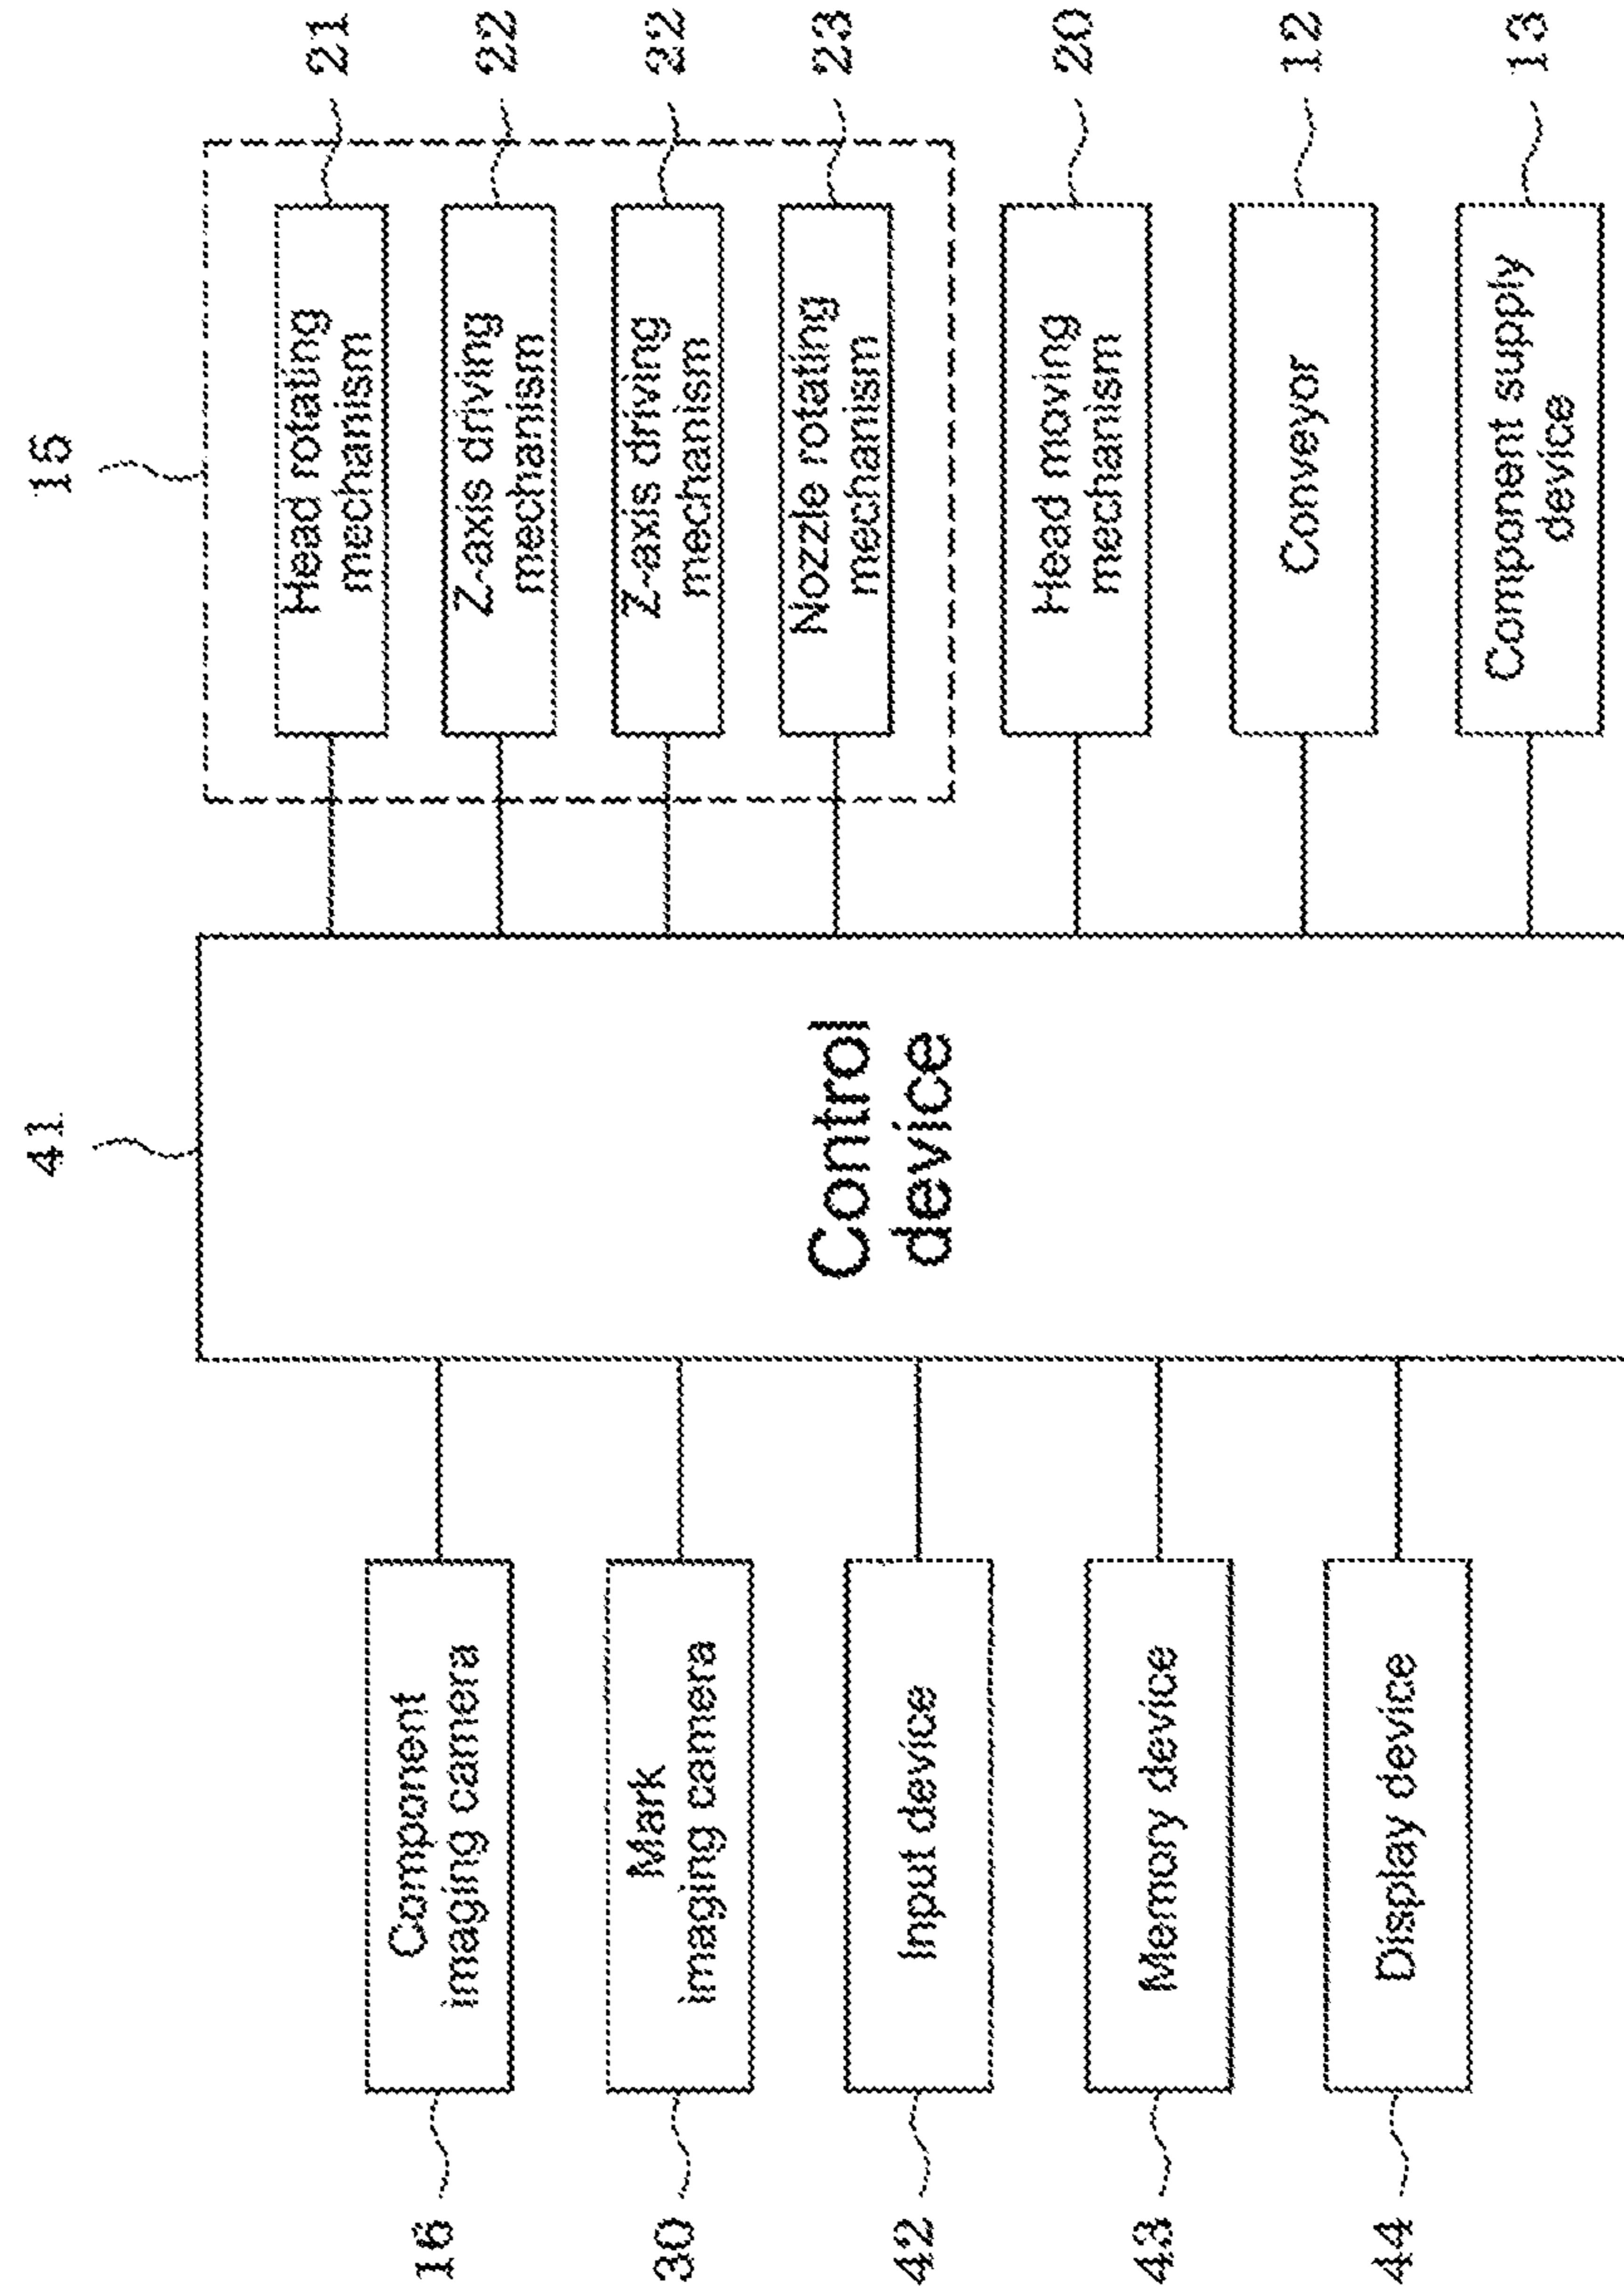 41
15
Head rotating
mechanism
21
Component
imaging camera
16
Z-axis driving
mechanism
22
Mark
imaging camera
30
Z-axis driving
mechanism
22
Nozzle rotating
mechanism
23
Control
device
Input device
42
Head moving
mechanism
20
Memory device
43
Conveyor
12
Display device
44
Component supply
device
13